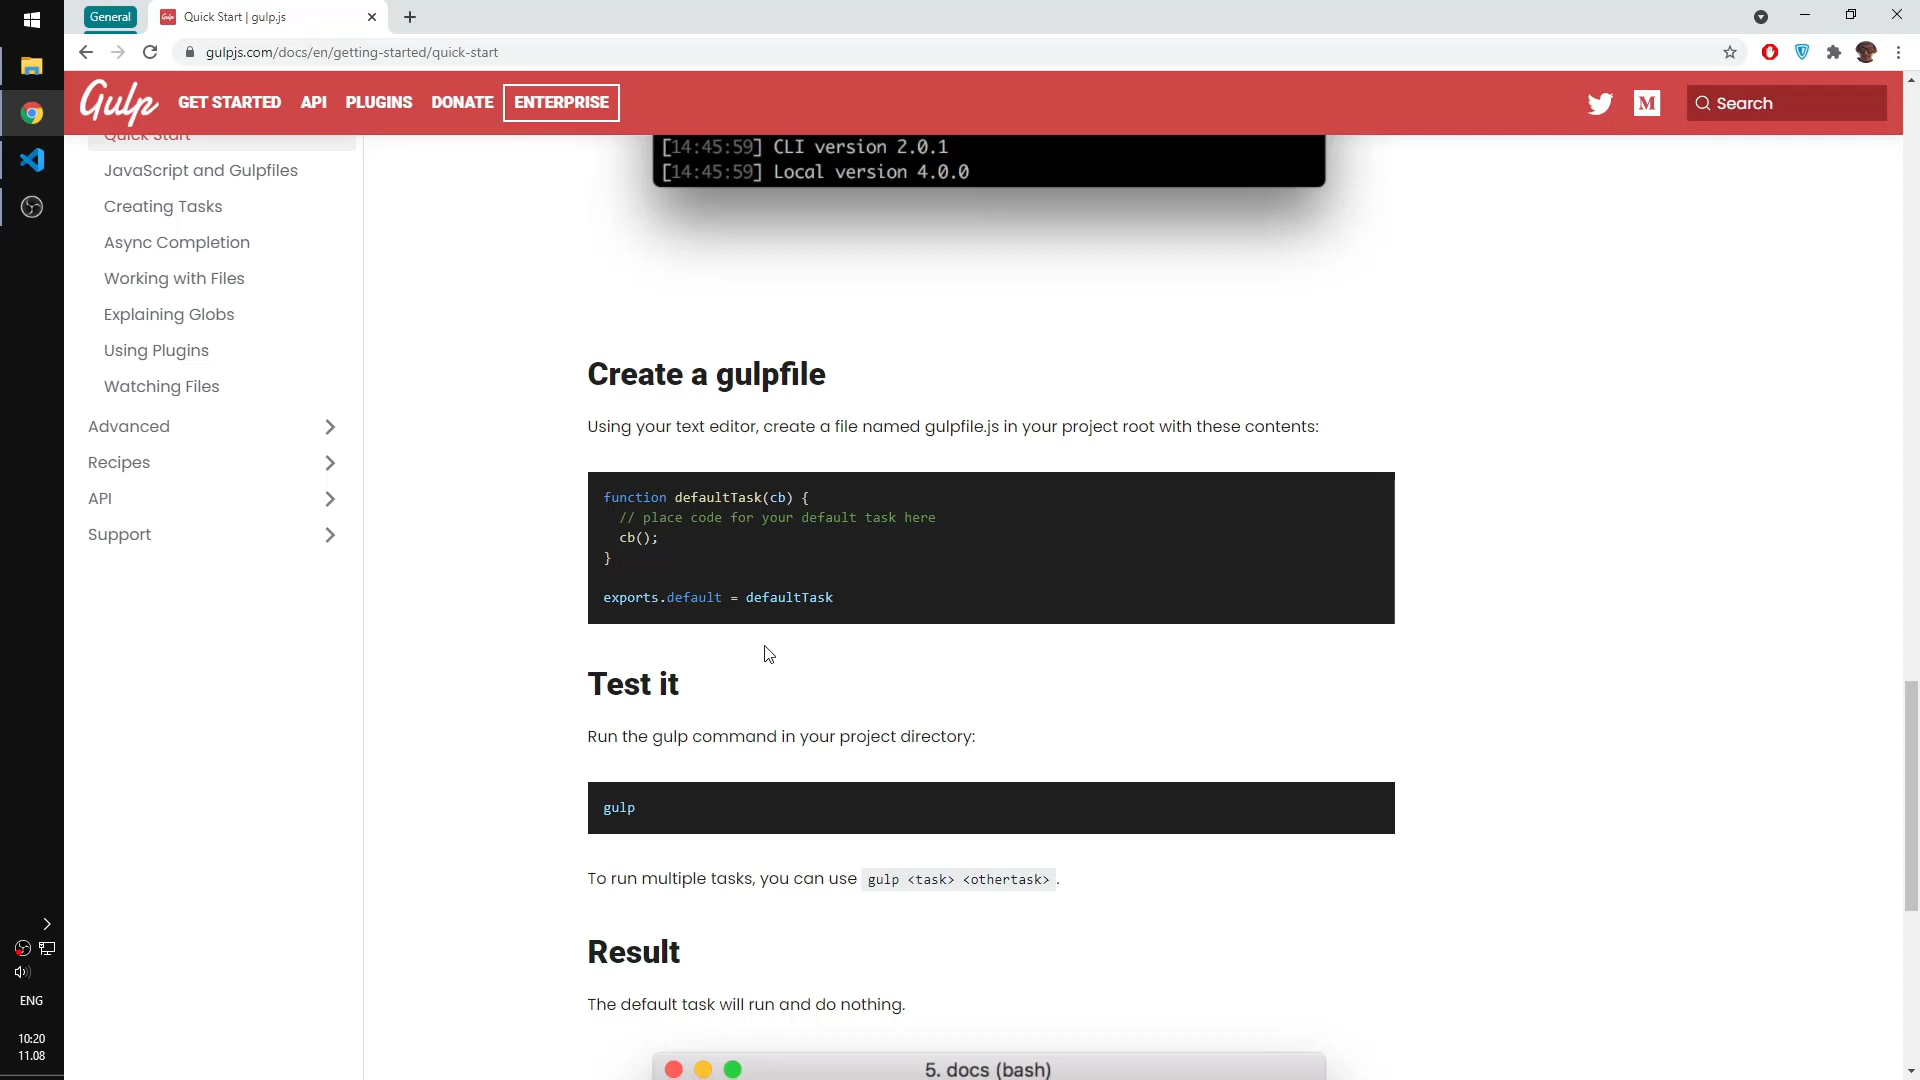 General
Quick Start | gulp.js
gulpjs.com/docs/en/getting-started/quick-start
Gulp GET STARTED API PLUGINS DONATE ENTERPRISE
M
Search
Quick Start
JavaScript and Gulpfiles
Creating Tasks
Async Completion
Working with Files
Explaining Globs
Using Plugins
Watching Files
Advanced
Recipes
API
Support
[14:45:59] CLI version 2.0.1
[14:45:59] Local version 4.0.0
Create a gulpfile
Using your text editor, create a file named gulpfile.js in your project root with these contents:
function defaultTask(cb) {
// place code for your default task here
cb();
}
exports.default = defaultTask
Test it
Run the gulp command in your project directory:
gulp
To run multiple tasks, you can use gulp <task> <othertask> .
Result
The default task will run and do nothing.
5. docs (bash)
ENG
10:20
11.08